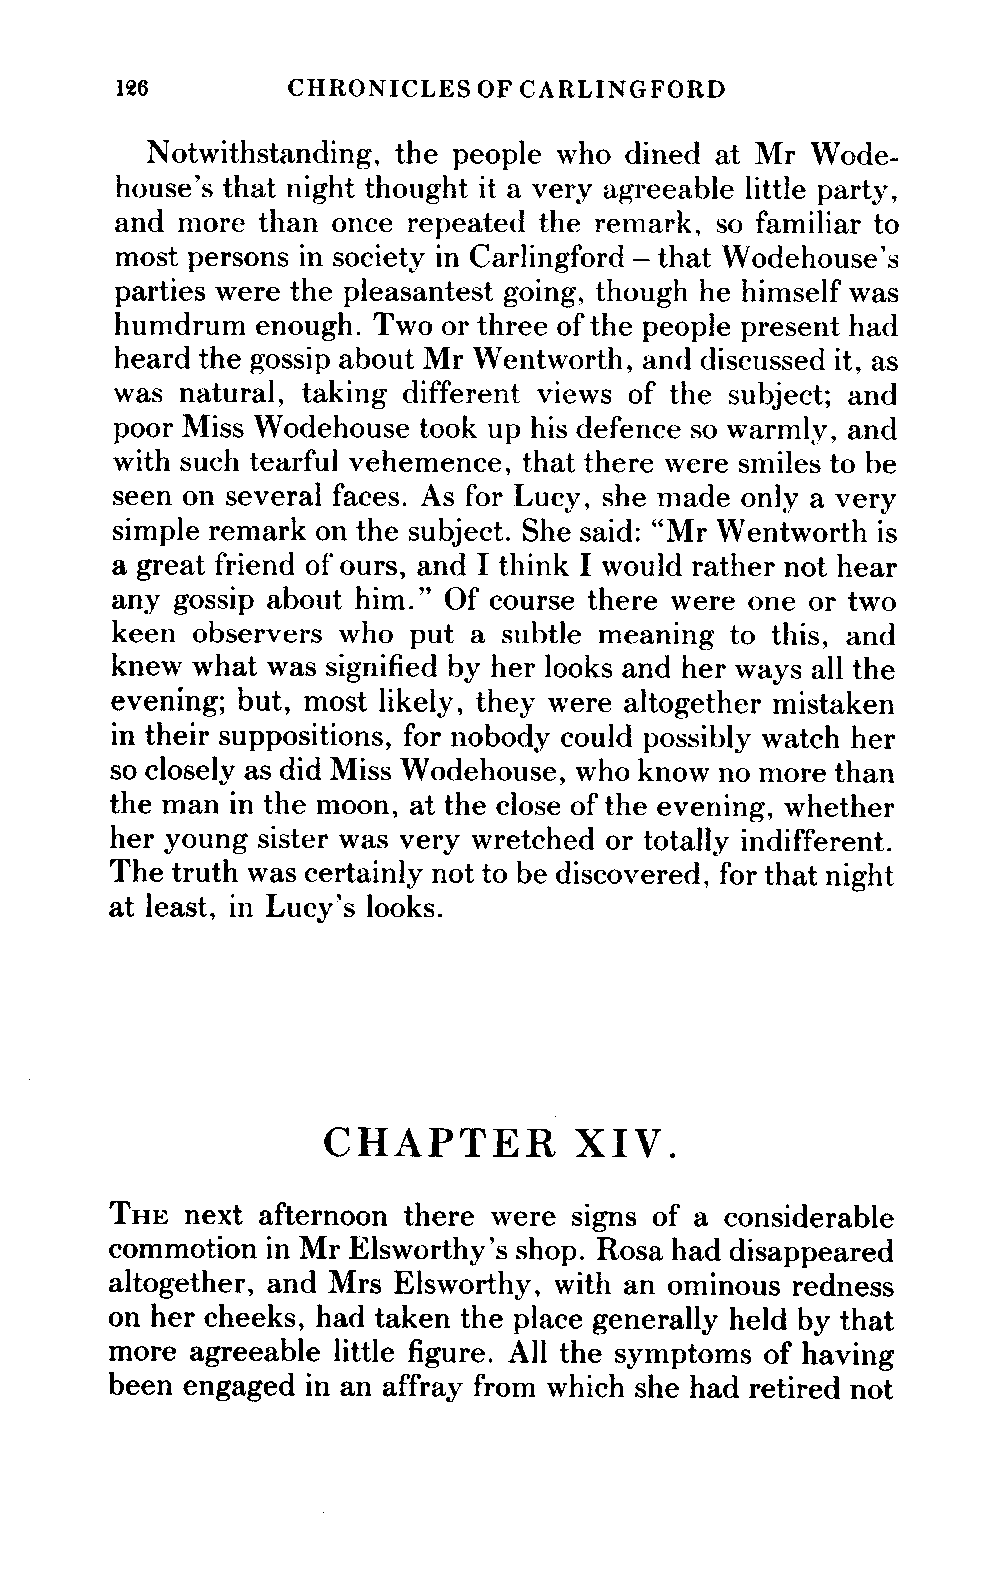 126 CHRONICLES OF CARLINGFORD
Notwithstanding, the people who dined at Mr Wode-
house's that night thought it a very agreeable little party,
and more than once repeated the remark, so familiar to
most persons in society in Carlingford – that Wodehouse's
parties were the pleasantest going, though he himself was
humdrum enough. Two or three of the people present had
heard the gossip about Mr Wentworth, and discussed it, as
was natural, taking different views of the subject; and
poor Miss Wodehouse took up his defence so warmly, and
with such tearful vehemence, that there were smiles to be
seen on several faces. As for Lucy, she made only a very
simple remark on the subject. She said: “Mr Wentworth is
a great friend of ours, and I think I would rather not hear
any gossip about him.” Of course there were one or two
keen observers who put a subtle meaning to this, and
knew what was signified by her looks and her ways all the
evening; but, most likely, they were altogether mistaken
in their suppositions, for nobody could possibly watch her
so closely as did Miss Wodehouse, who know no more than
the man in the moon, at the close of the evening, whether
her young sister was very wretched or totally indifferent.
The truth was certainly not to be discovered, for that night
at least, in Lucy's looks.
CHAPTER XIV.
THE next afternoon there were signs of a considerable
commotion in Mr Elsworthy's shop. Rosa had disappeared
altogether, and Mrs Elsworthy, with an ominous redness
on her cheeks, had taken the place generally held by that
more agreeable little figure. All the symptoms of having
been engaged in an affray from which she had retired not